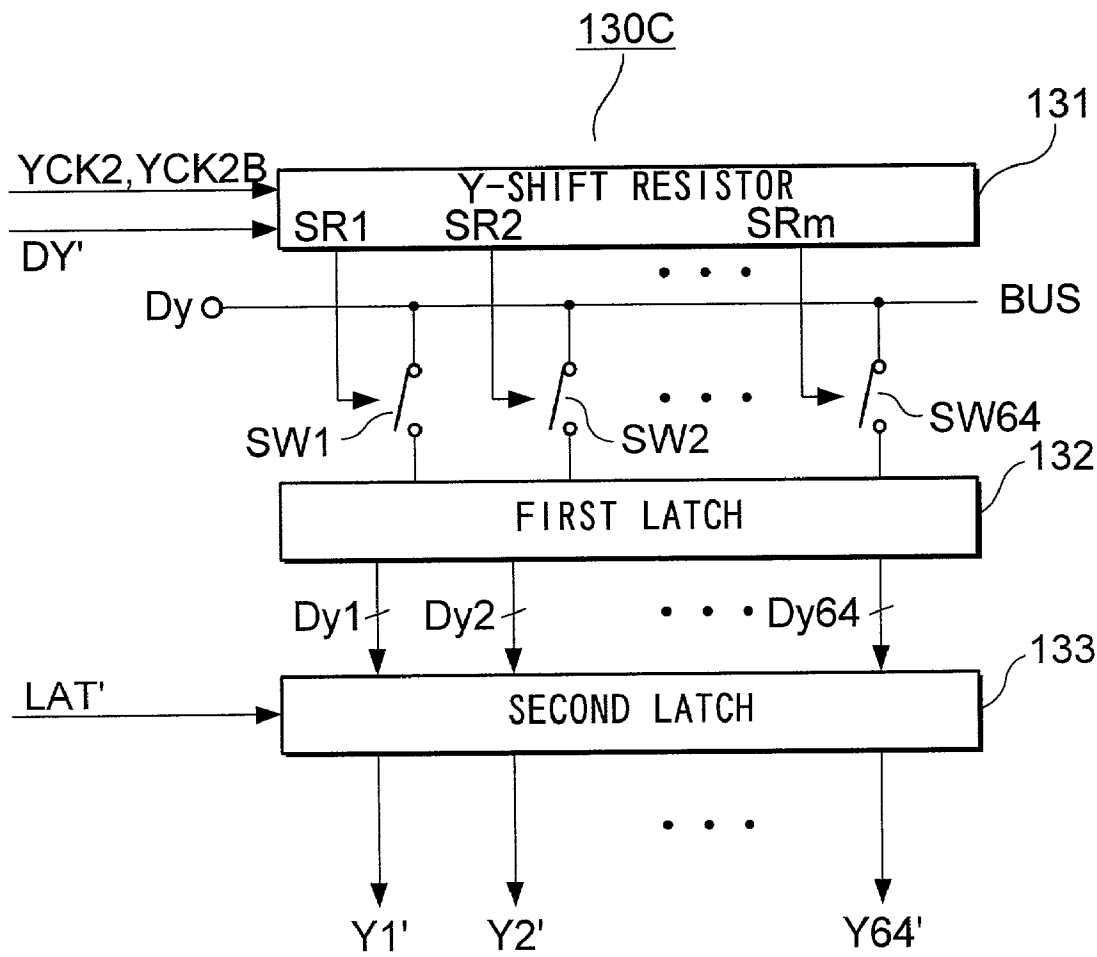 130C
131
YCK2,YCK2B
Y-SHIFT RESISTOR
SR1 SR2 SRm
DY'
Dy
BUS
SW1
SW2
SW64
132
FIRST LATCH
Dy1 Dy2 Dy64
133
LAT'
SECOND LATCH
Y1' Y2' Y64'